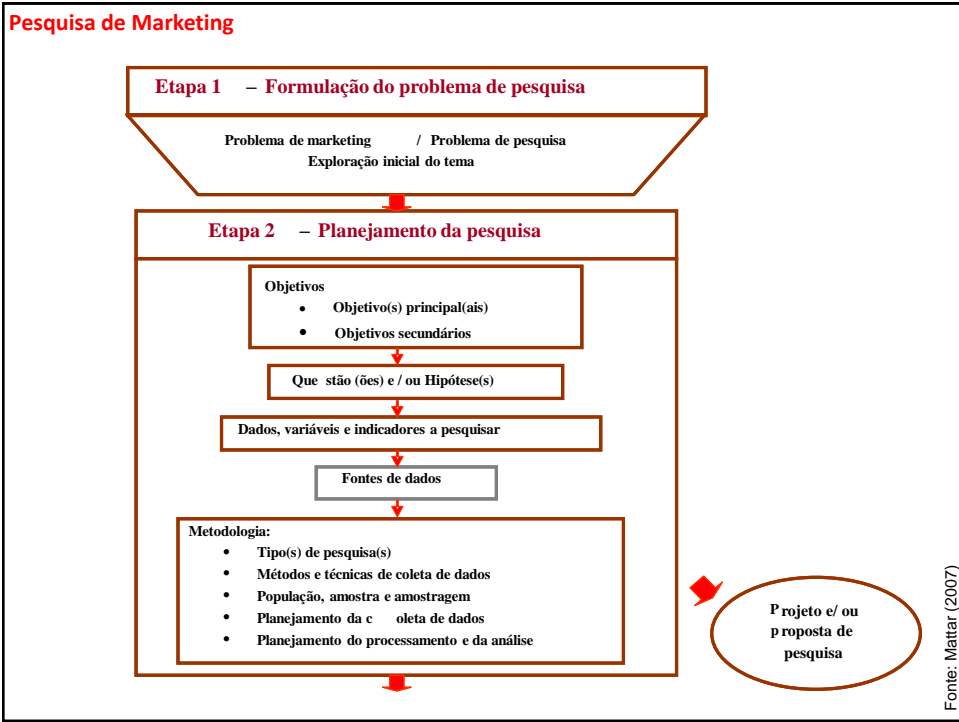 Pesquisa de Marketing
Etapa 1 – Formulação do problema de pesquisa
Problema de marketing / Problema de pesquisa
Exploração inicial do tema
Etapa 2 – Planejamento da pesquisa
Objetivos
• Objetivo(s) principal(ais)
• Objetivos secundários
Que stão (ões) e / ou Hipótese(s)
Dados, variáveis e indicadores a pesquisar
Fontes de dados
Metodologia:
• Tipo(s) de pesquisa(s)
• Métodos e técnicas de coleta de dados
• População, amostra e amostragem
• Planejamento da c oleta de dados
• Planejamento do processamento e da análise
P rojeto e/ ou
p roposta de
pesquisa
Fonte: Mattar (2007)